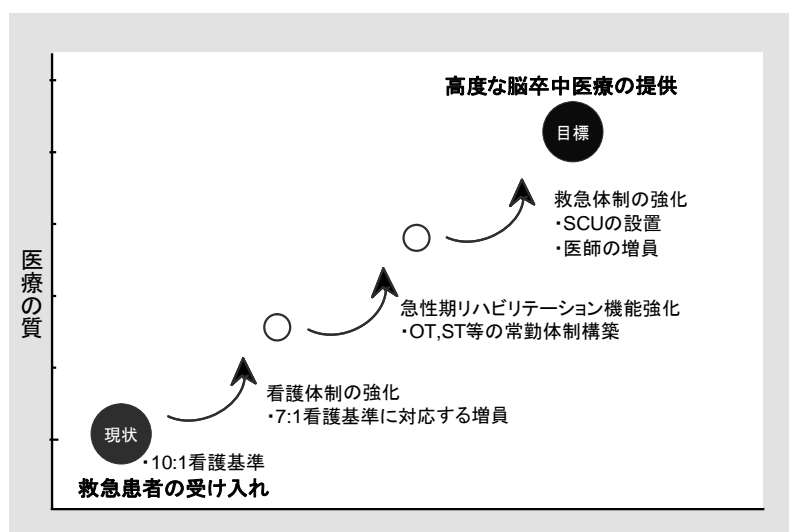 高度な脳卒中医療の提供
目標
救急体制の強化
・SCUの設置
・医師の増員
医療の質
急性期リハビリテーション機能強化
・OT,ST等の常勤体制構築
看護体制の強化
・7:1看護基準に対応する増員
現状
・10:1看護基準
救急患者の受け入れ